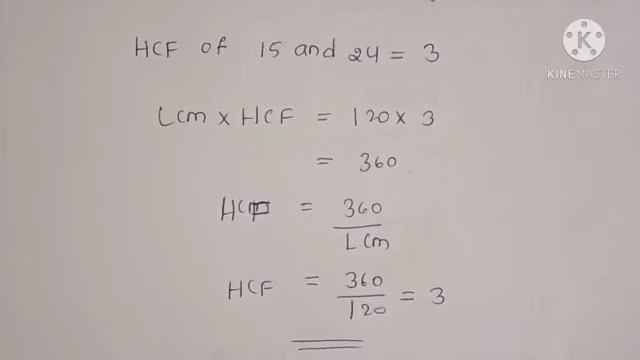 HCF of 15 and 24 = 3
K
KINEMASTER
LCM x HCF = 120 x 3
= 360
HCF = 360
LCM
HCF = 360 = 3
120